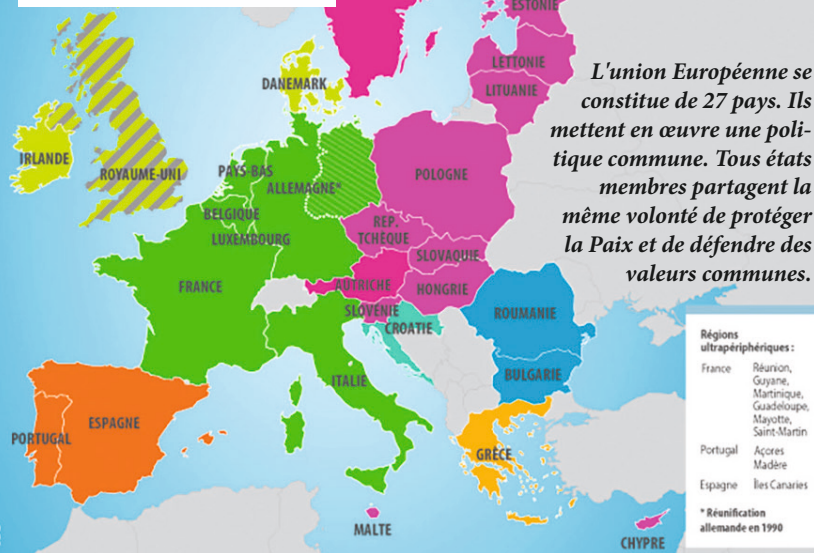 ESTONIE
LETTONIE
LITUANIE
DANEMARK
IRLANDE
ROYAUME-UNI
PAYS-BAS
ALLEMAGNE*
POLOGNE
BELGIQUE
LUXEMBOURG
REP.
TCHÈQUE
SLOVAQUIE
FRANCE
AUTRICHE
HONGRIE
SLOVÉNIE
CROATIE
ROUMANIE
BULGARIE
ITALIE
ESPAGNE
PORTUGAL
GRÈCE
MALTE
CHYPRE
L'union Européenne se
constitue de 27 pays. Ils
mettent en œuvre une poli-
tique commune. Tous états
membres partagent la
même volonté de protéger
la Paix et de défendre des
valeurs communes.
Régions
ultrapériphériques :
France Réunion,
Guyane,
Martinique,
Guadeloupe,
Mayotte,
Saint-Martin
Portugal Açores
Madère
Espagne Îles Canaries
* Réunification
allemande en 1990